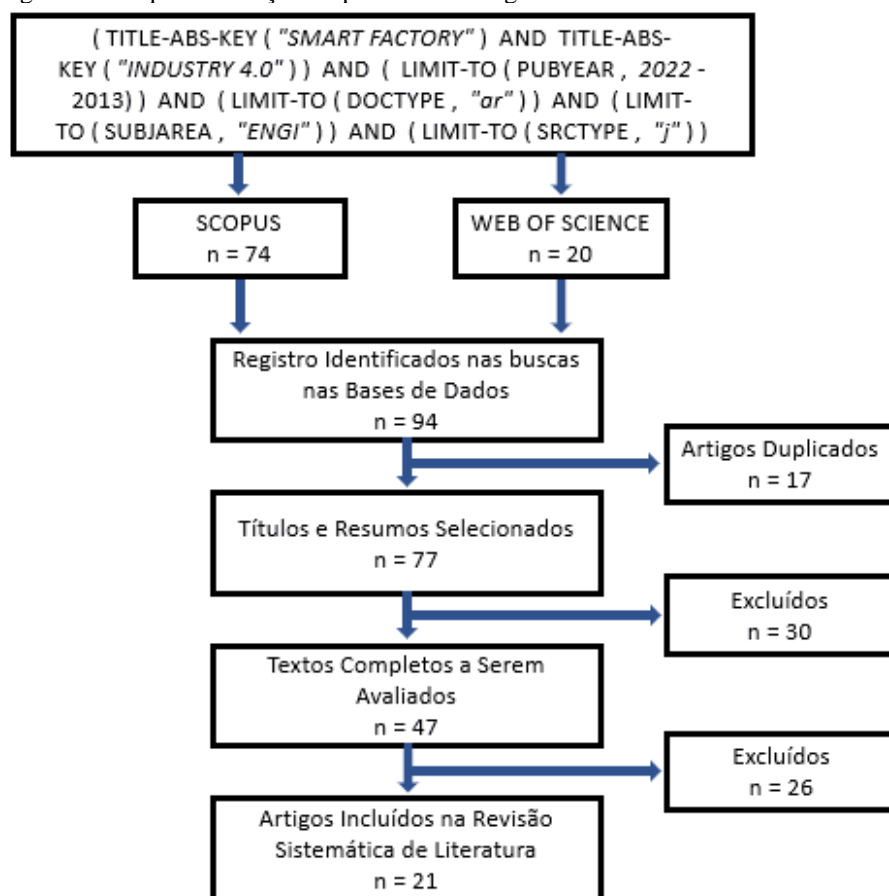 ( TITLE-ABS-KEY ( "SMART FACTORY" ) AND TITLE-ABS-
KEY ( "INDUSTRY 4.0" ) ) AND ( LIMIT-TO ( PUBYEAR , 2022 -
2013) ) AND ( LIMIT-TO ( DOCTYPE , "ar" ) ) AND ( LIMIT-
TO ( SUBJAREA , "ENGI" ) ) AND ( LIMIT-TO ( SRCTYPE , "j" ) )
SCOPUS
n = 74
WEB OF SCIENCE
n = 20
Registro Identificados nas buscas
nas Bases de Dados
n = 94
Artigos Duplicados
n = 17
Títulos e Resumos Selecionados
n = 77
Excluídos
n = 30
Textos Completos a Serem
Avaliados
n = 47
Excluídos
n = 26
Artigos Incluídos na Revisão
Sistemática de Literatura
n = 21